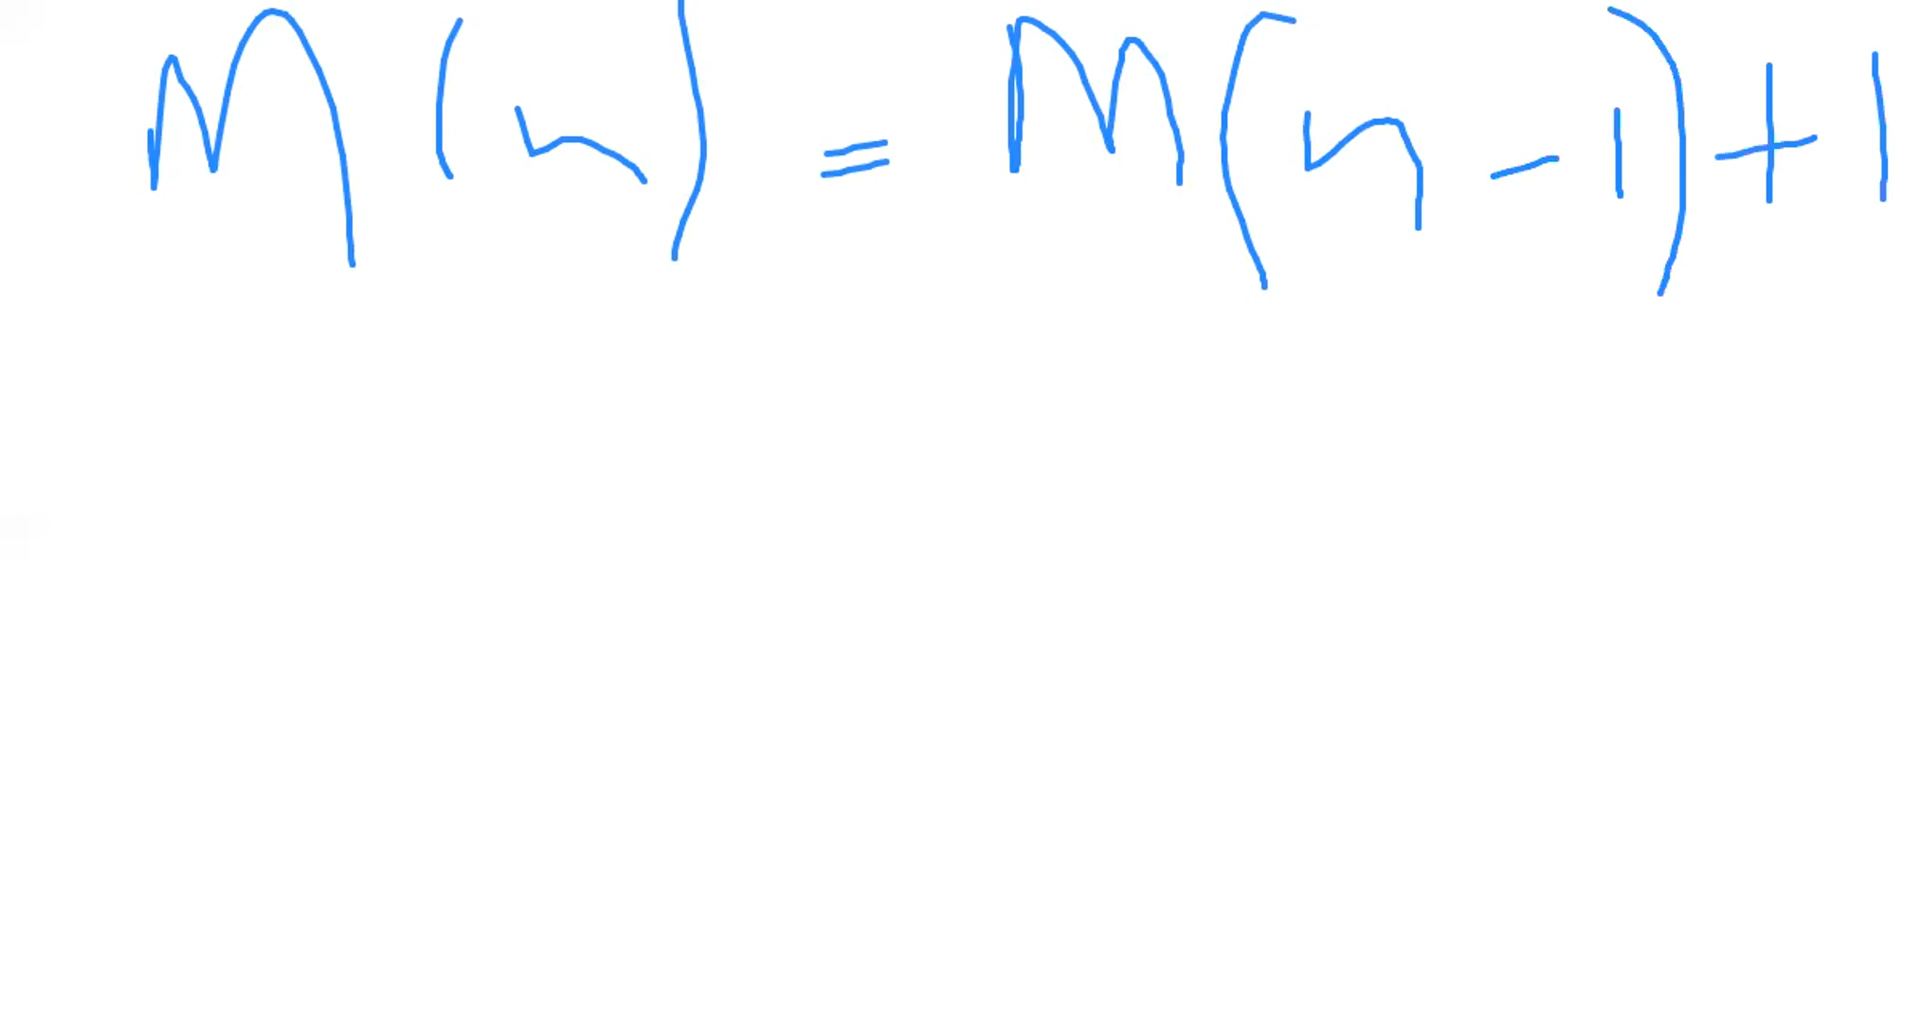 M(n) = M(n-1)+1